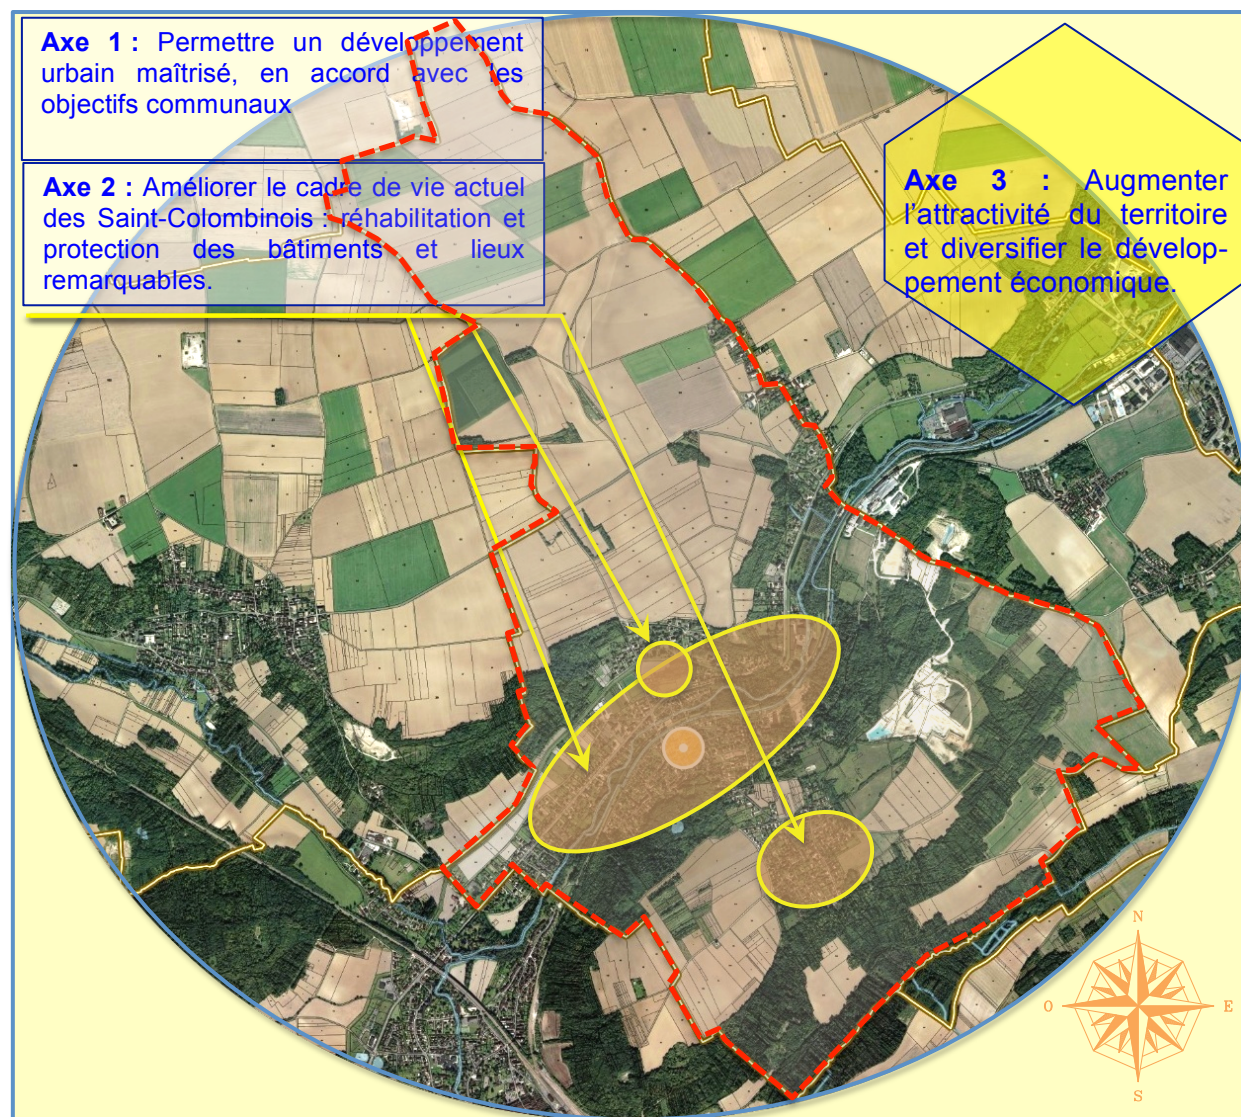 Axe 1 : Permettre un développement
urbain maîtrisé, en accord avec les
objectifs communaux
Axe 2 : Améliorer le cadre de vie actuel
des Saint-Colombinois : réhabilitation et
protection des bâtiments et lieux
remarquables.
Axe 3 : Augmenter
l’attractivité du territoire
et diversifier le dévelop-
pement économique.
N
O
E
S